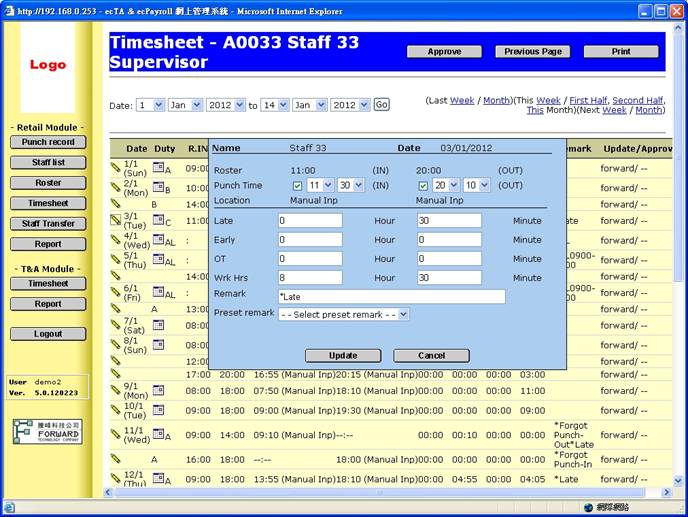 http://192.168.0.253 - ecTA & ecPayroll 網上管理系統 - Microsoft Internet Explorer
Logo
Timesheet - A0033 Staff 33
Supervisor
Approve Previous Page Print
Date: 1 Jan 2012 to 14 Jan 2012 Go
(Last Week / Month)(This Week / First Half, Second Half,
This Month)(Next Week / Month)
- Retail Module -
Punch record
Staff list
Roster
Timesheet
Staff Transfer
Report
- T&A Module -
Timesheet
Report
Logout
User demo2
Ver. 5.0.120223
騰峰科技公司
FORWARD
TECHNOLOGY COMPANY
Date Duty R.IN mark Update/Approv
1/1 (Sun) A 09:00 forward/ --
2/1 (Mon) B 10:00 forward/ --
B 14:00 forward/ --
3/1 (Tue) C 11:00 ate forward/ --
4/1 (Wed) AL : forward/ --
5/1 (Thu) AL : L0900- 00 forward/ --
14:00 forward/ --
6/1 (Fri) AL : L0900- 00 forward/ --
A 13:00 forward/ --
7/1 (Sat) 08:00 forward/ --
8/1 (Sun) 08:00 forward/ --
12:00 forward/ --
17:00 20:00 16:55 (Manual Inp)20:15 (Manual Inp)00:00 00:00 00:00 03:00 forward/ --
9/1 (Mon) 08:00 18:00 07:50 (Manual Inp)18:10 (Manual Inp)00:00 00:00 00:00 11:00 forward/ --
10/1 (Tue) 09:00 18:00 09:00 (Manual Inp)19:30 (Manual Inp)00:00 00:00 00:00 09:00 forward/ --
11/1 (Wed) A 09:00 14:00 09:10 (Manual Inp)--:-- 00:00 00:10 00:00 00:00 *Forgot Punch- Out*Late forward/ --
A 16:00 18:00 --:-- 18:00 (Manual Inp)00:00 00:00 00:00 00:00 *Forgot Punch-In forward/ --
12/1 (Thu) A 09:00 18:00 13:55 (Manual Inp)18:10 (Manual Inp)00:00 04:55 00:00 04:05 *Late forward/ --
Name Staff 33 Date 03/01/2012
Roster 11:00 (IN) 20:00 (OUT)
Punch Time 11 30 (IN) 20 10 (OUT)
Location Manual Inp Manual Inp
Late 0 Hour 30 Minute
Early 0 Hour 0 Minute
OT 0 Hour 0 Minute
Wrk Hrs 8 Hour 30 Minute
Remark *Late
Preset remark - - Select preset remark - -
Update Cancel
網際網路